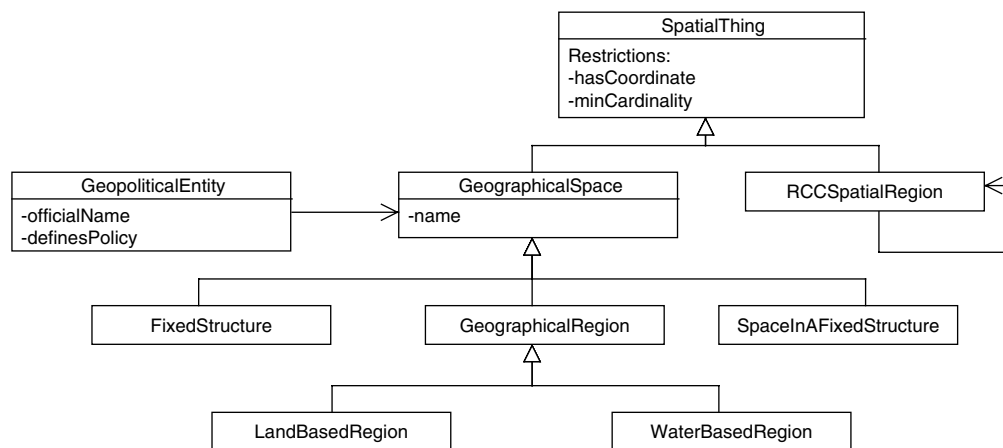 SpatialThing
Restrictions:
-hasCoordinate
-minCardinality
GeopoliticalEntity
-officialName
-definesPolicy
GeographicalSpace
-name
RCCSpatialRegion
FixedStructure
GeographicalRegion
SpaceInAFixedStructure
LandBasedRegion
WaterBasedRegion